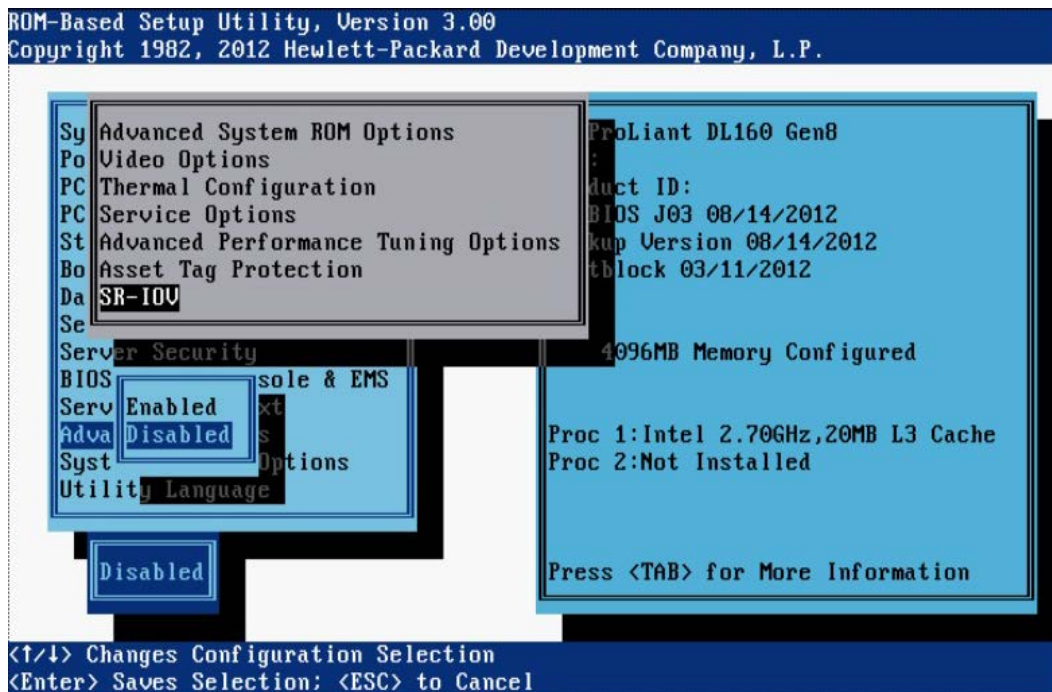 ROM-Based Setup Utility, Version 3.00
Copyright 1982, 2012 Hewlett-Packard Development Company, L.P.
Advanced System ROM Options
Video Options
Thermal Configuration
Service Options
Advanced Performance Tuning Options
Asset Tag Protection
SR-IOV
Sy
Po
PC
PC
St
Bo
Da
Se
Server Security
BIOS sole & EMS
Serv xt
Adva s
Syst Options
Utility Language
Enabled
Disabled
Disabled
ProLiant DL160 Gen8
:
duct ID:
BIOS J03 08/14/2012
kup Version 08/14/2012
tblock 03/11/2012
4096MB Memory Configured
Proc 1:Intel 2.70GHz,20MB L3 Cache
Proc 2:Not Installed
Press <TAB> for More Information
<↑/↓> Changes Configuration Selection
<Enter> Saves Selection; <ESC> to Cancel